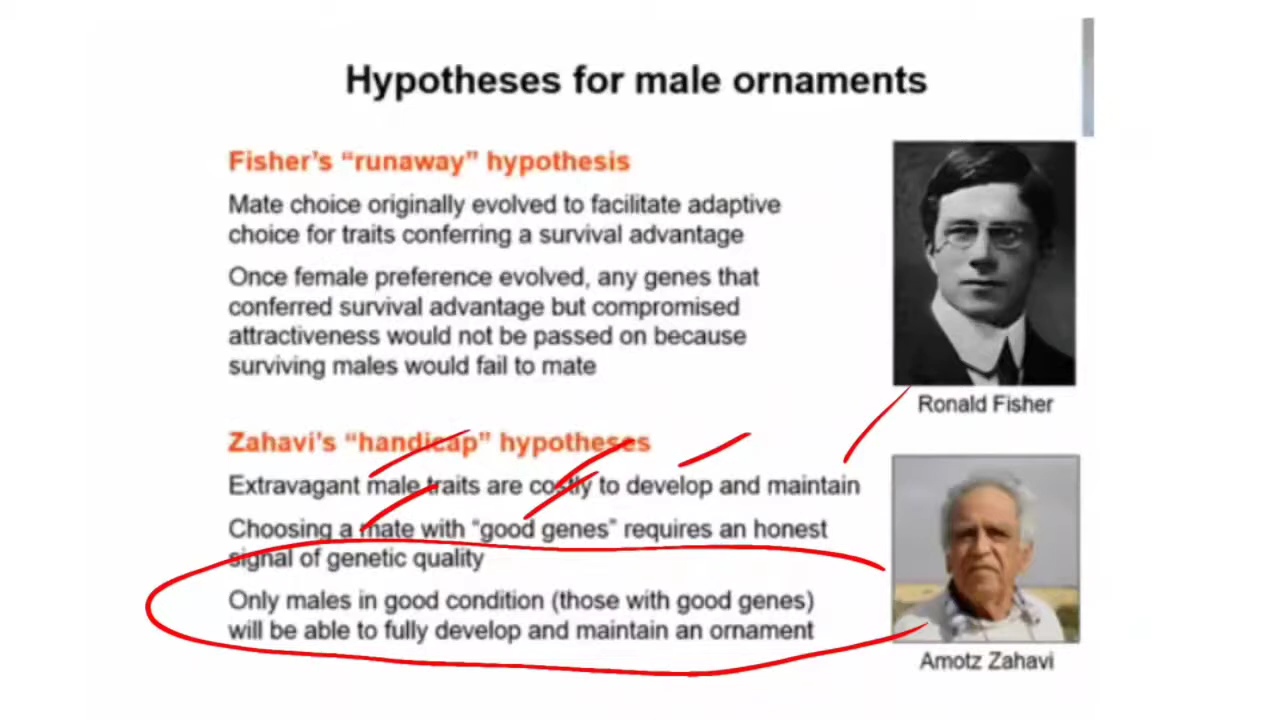 Hypotheses for male ornaments
Fisher's “runaway” hypothesis
Mate choice originally evolved to facilitate adaptive
choice for traits conferring a survival advantage
Once female preference evolved, any genes that
conferred survival advantage but compromised
attractiveness would not be passed on because
surviving males would fail to mate
Ronald Fisher
Zahavi's “handicap” hypotheses
Extravagant male traits are costly to develop and maintain
Choosing a mate with “good genes” requires an honest
signal of genetic quality
Only males in good condition (those with good genes)
will be able to fully develop and maintain an ornament
Amotz Zahavi